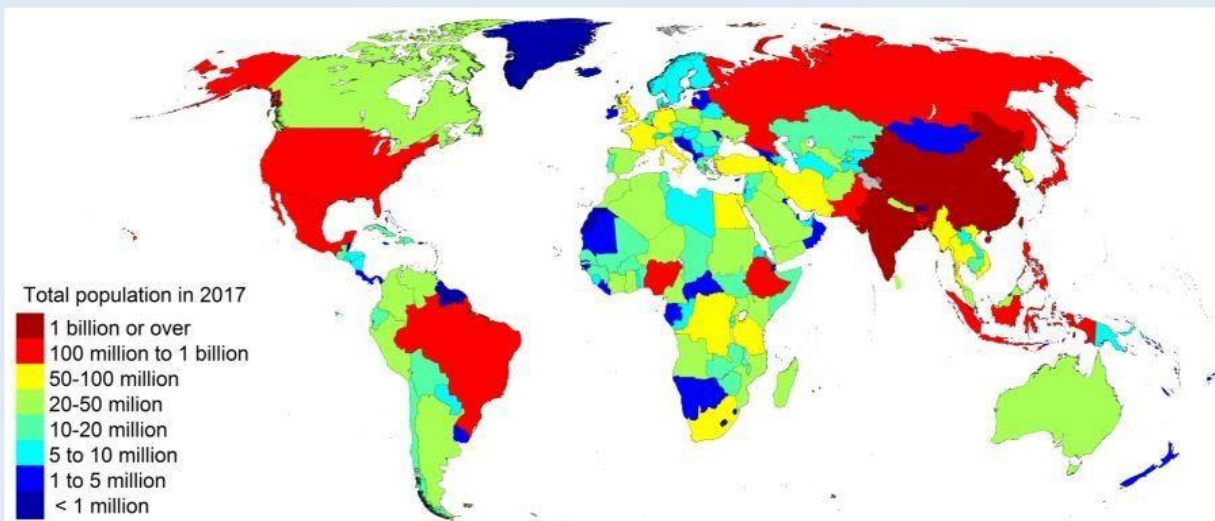 Total population in 2017
1 billion or over
100 million to 1 billion
50-100 million
20-50 milion
10-20 million
5 to 10 million
1 to 5 million
< 1 million